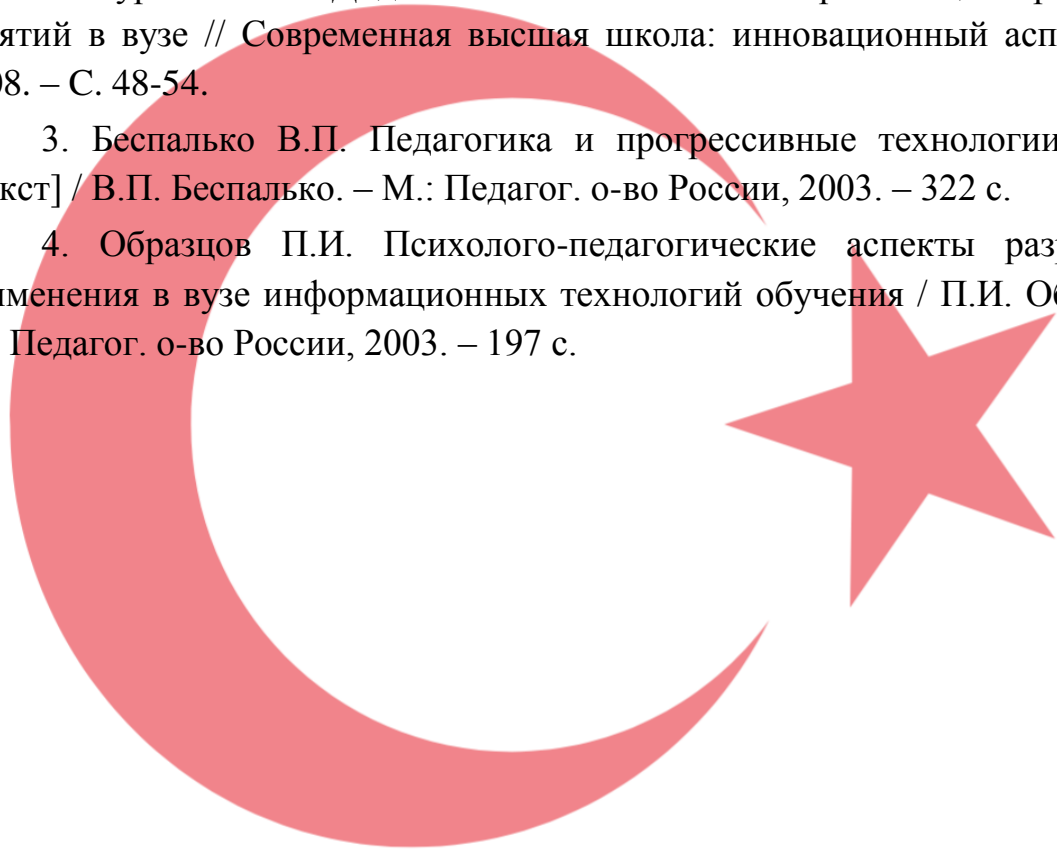 ятий в вузе // Современная высшая школа: инновационный асп
08. – С. 48-54.
3. Беспалько В.П. Педагогика и прогрессивные технологии
кст] / В.П. Беспалько. – М.: Педагог. о-во России, 2003. – 322 с.
4. Образцов П.И. Психолого-педагогические аспекты раз
именения в вузе информационных технологий обучения / П.И. Об
Педагог. о-во России, 2003. – 197 с.